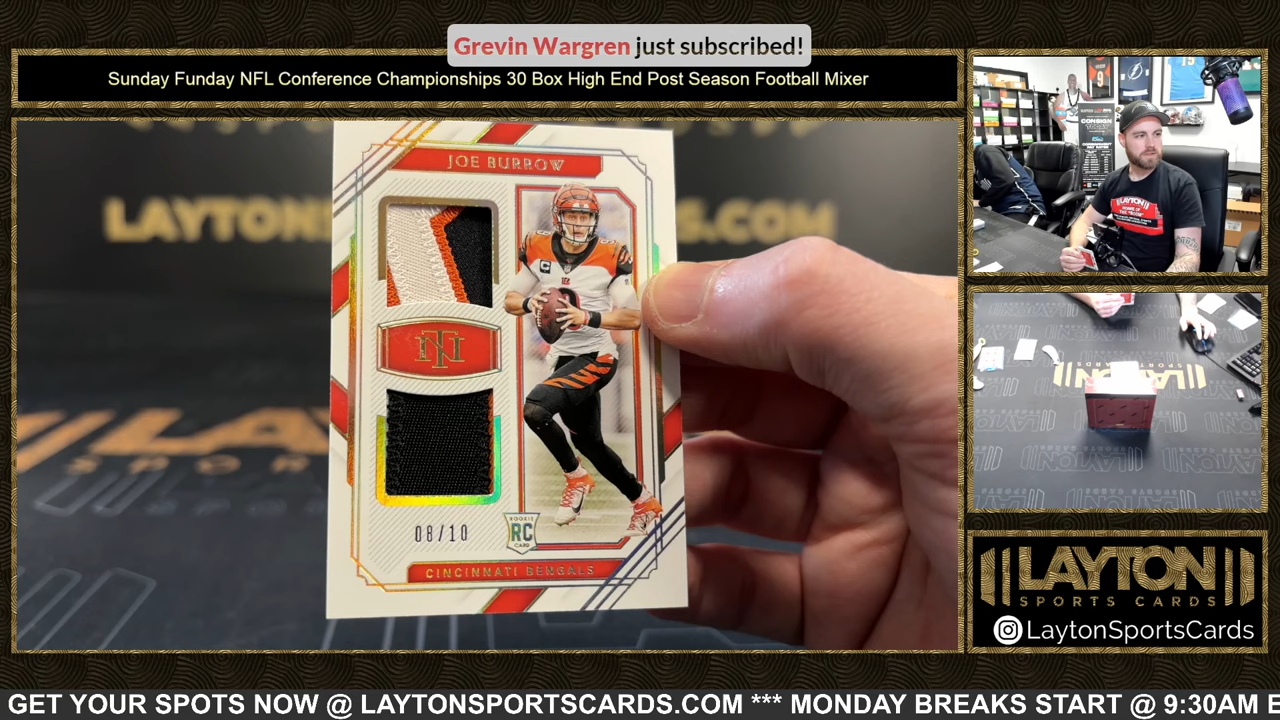 Grevin Wargren just subscribed!
Sunday Funday NFL Conference Championships 30 Box High End Post Season Football Mixer
JOE BURROW
NT
08/10
ROOKIE
RC
CARD
CINCINNATI BENGALS
LAYTON
SPORTS CARDS
LaytonSportsCards
GET YOUR SPOTS NOW @ LAYTONSPORTSCARDS.COM *** MONDAY BREAKS START @ 9:30AM E